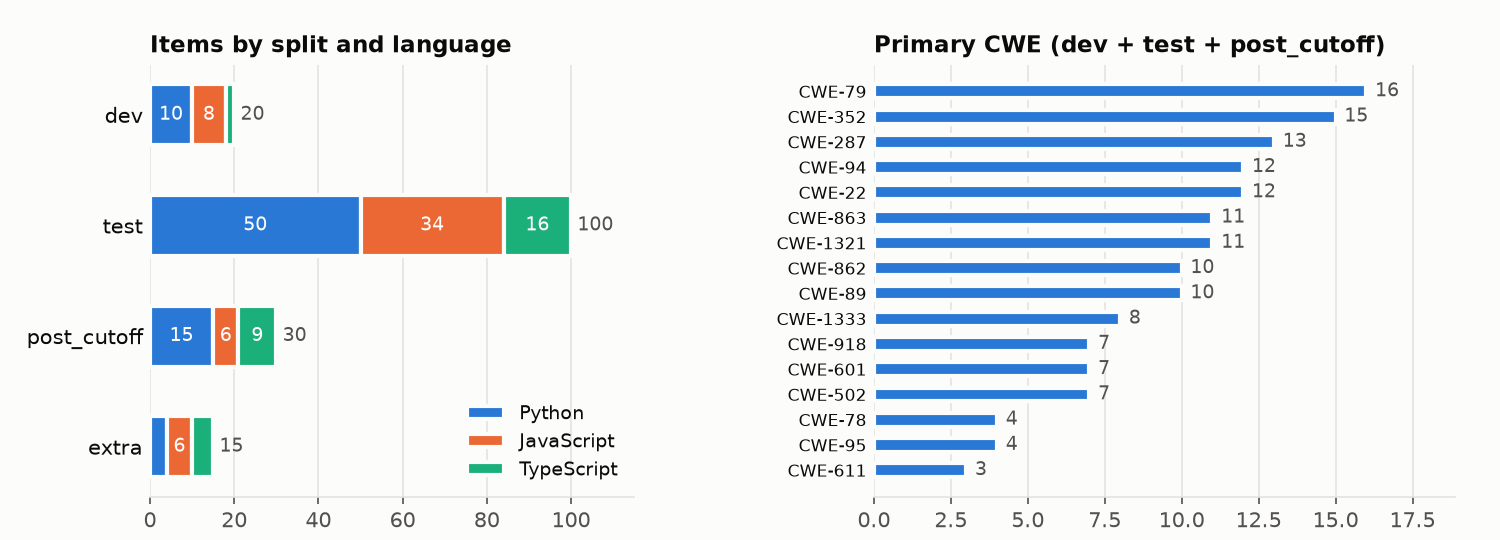 Items by split and language
dev
10
8
20
test
50
34
16
100
post_cutoff
15
6
9
30
extra
6
15
Python
JavaScript
TypeScript
0
20
40
60
80
100
Primary CWE (dev + test + post_cutoff)
CWE-79
16
CWE-352
15
CWE-287
13
CWE-94
12
CWE-22
12
CWE-863
11
CWE-1321
11
CWE-862
10
CWE-89
10
CWE-1333
8
CWE-918
7
CWE-601
7
CWE-502
7
CWE-78
4
CWE-95
4
CWE-611
3
0.0
2.5
5.0
7.5
10.0
12.5
15.0
17.5